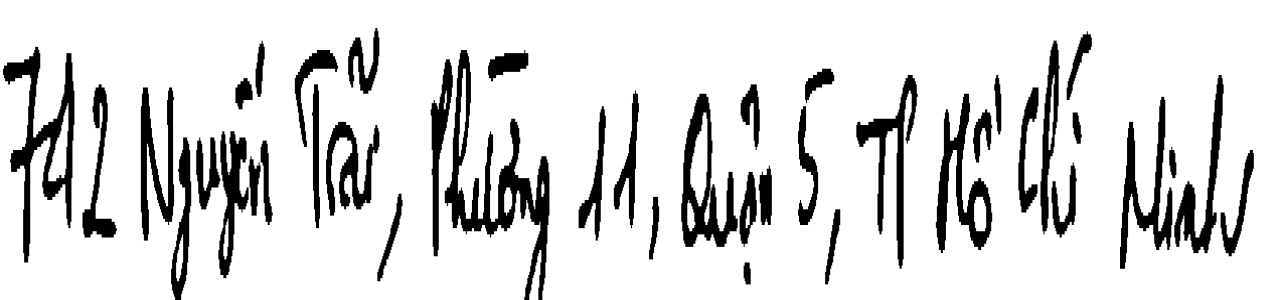 742 Nguyễn Trãi, Phường 11, Quận 5, TP Hồ Chí Minh